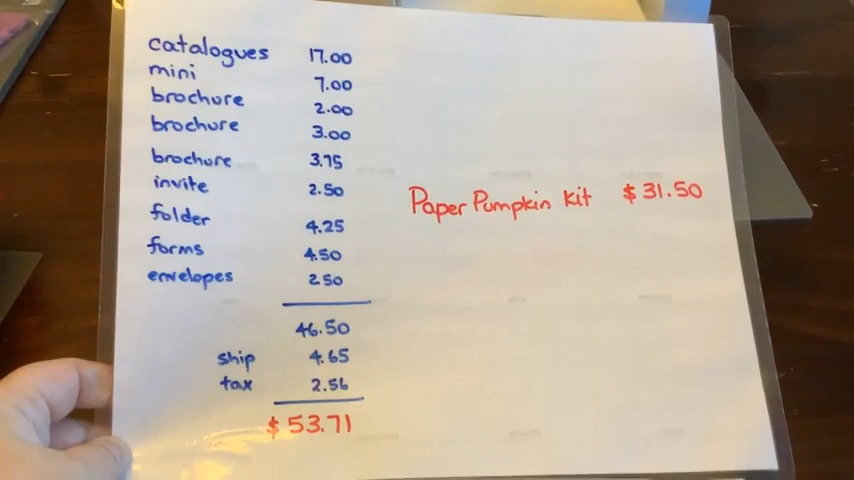 catalogues 17.00
mini 7.00
brochure 2.00
brochure 3.00
brochure 3.75
invite 2.50
folder 4.25
forms 4.50
envelopes 2.50
46.50
ship 4.65
tax 2.56
$53.71
Paper Pumpkin Kit $31.50